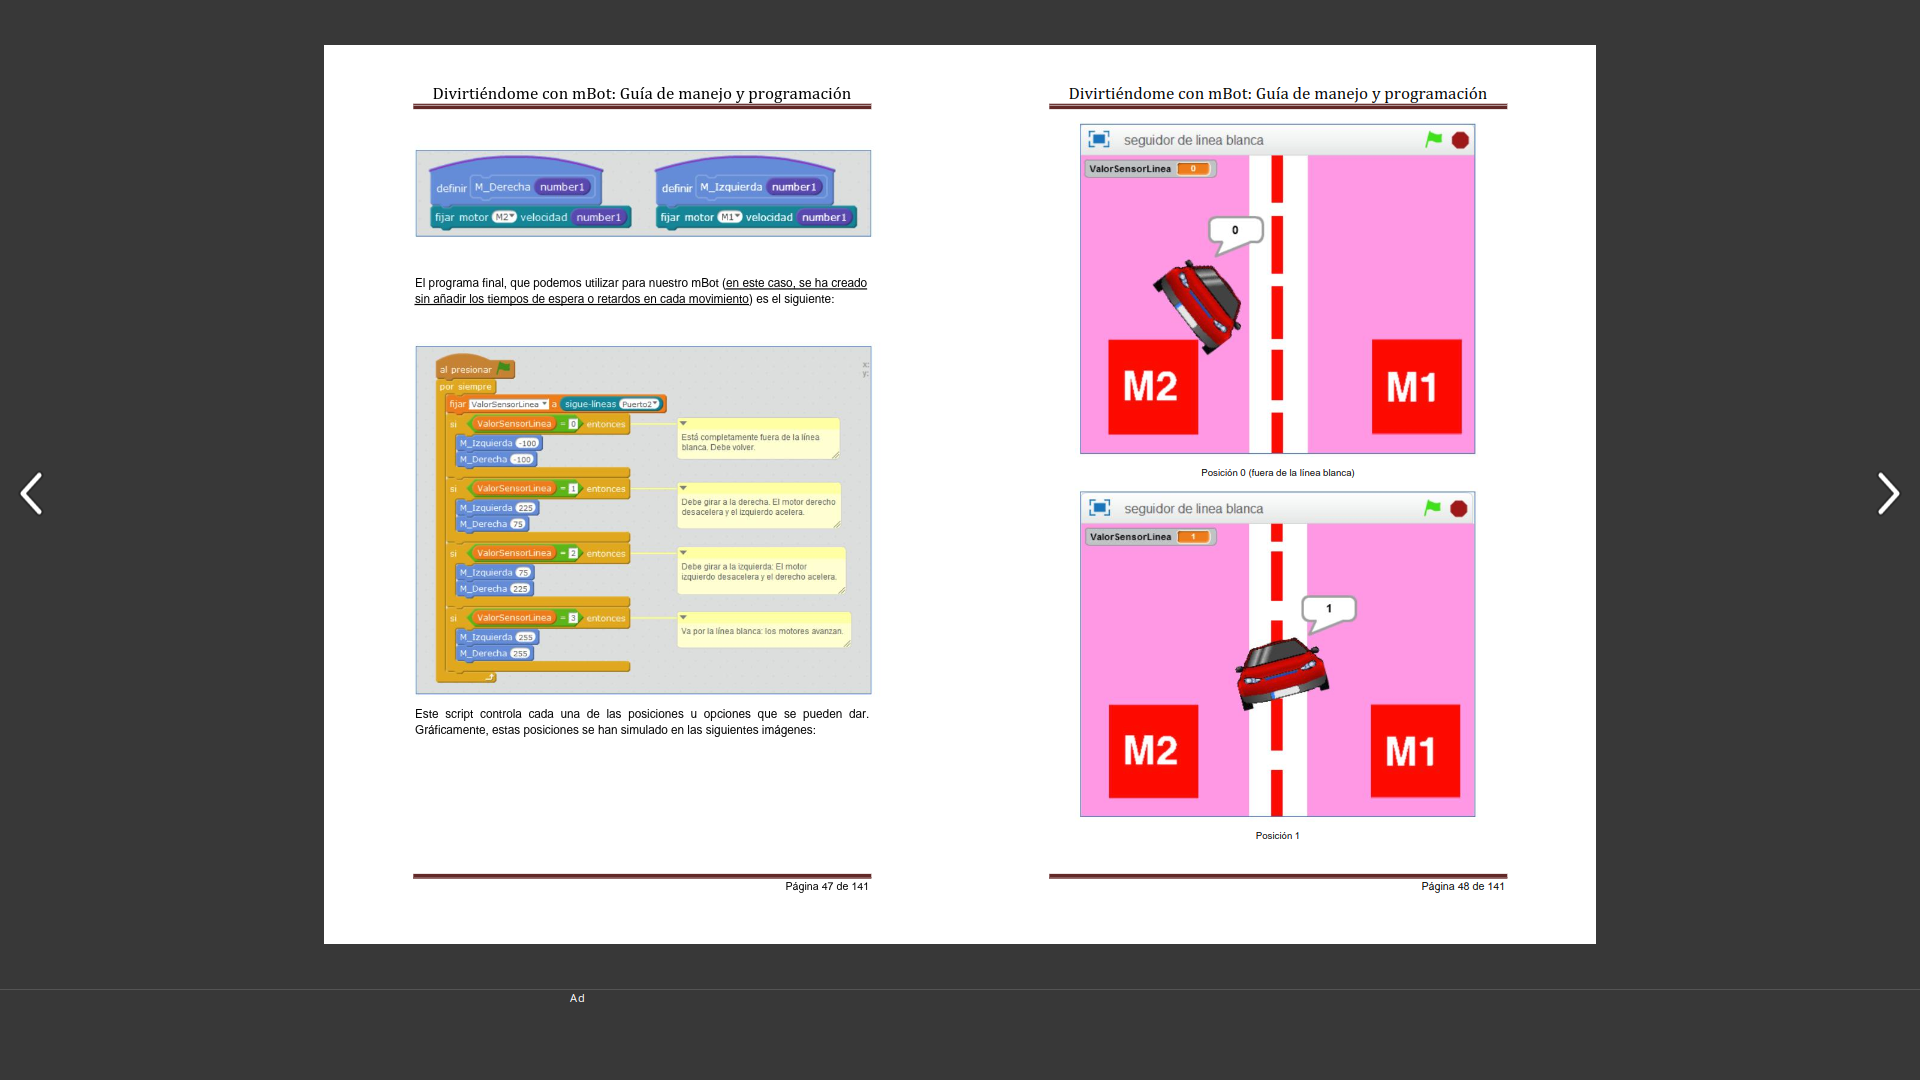 Divirtiéndome con mBot: Guía de manejo y programación
definir M_Derecha number1
fijar motor M2 velocidad number1
definir M_Izquierda number1
fijar motor M1 velocidad number1
El programa final, que podemos utilizar para nuestro mBot (en este caso, se ha creado
sin añadir los tiempos de espera o retardos en cada movimiento) es el siguiente:
x:
y:
al presionar
por siempre
fijar ValorSensorLinea a sigue-líneas Puerto2
si ValorSensorLinea = 0 entonces
M_Izquierda -100
M_Derecha -100
Está completamente fuera de la línea
blanca. Debe volver.
si ValorSensorLinea = 1 entonces
M_Izquierda 225
M_Derecha 75
Debe girar a la derecha. El motor derecho
desacelera y el izquierdo acelera.
si ValorSensorLinea = 2 entonces
M_Izquierda 75
M_Derecha 225
Debe girar a la izquierda: El motor
izquierdo desacelera y el derecho acelera.
si ValorSensorLinea = 3 entonces
M_Izquierda 255
M_Derecha 255
Va por la línea blanca: los motores avanzan.
Este script controla cada una de las posiciones u opciones que se pueden dar.
Gráficamente, estas posiciones se han simulado en las siguientes imágenes:
Página 47 de 141
Divirtiéndome con mBot: Guía de manejo y programación
seguidor de linea blanca
ValorSensorLinea 0
0
M2
M1
Posición 0 (fuera de la línea blanca)
seguidor de linea blanca
ValorSensorLinea 1
1
M2
M1
Posición 1
Página 48 de 141
Ad